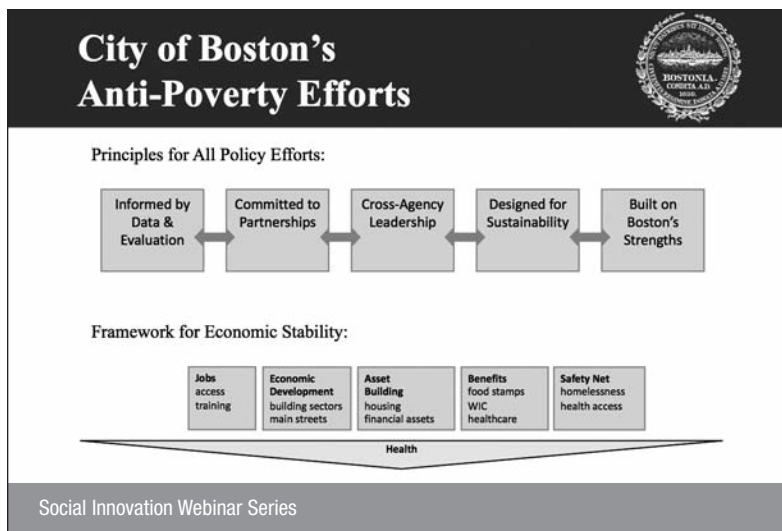 City of Boston's
Anti-Poverty Efforts
BOSTONIA.
CONDITA A.D.
1630.
Principles for All Policy Efforts:
Informed by
Data &
Evaluation
Committed to
Partnerships
Cross-Agency
Leadership
Designed for
Sustainability
Built on
Boston's
Strengths
Framework for Economic Stability:
Jobs
access
training
Economic
Development
building sectors
main streets
Asset
Building
housing
financial assets
Benefits
food stamps
WIC
healthcare
Safety Net
homelessness
health access
Health
Social Innovation Webinar Series